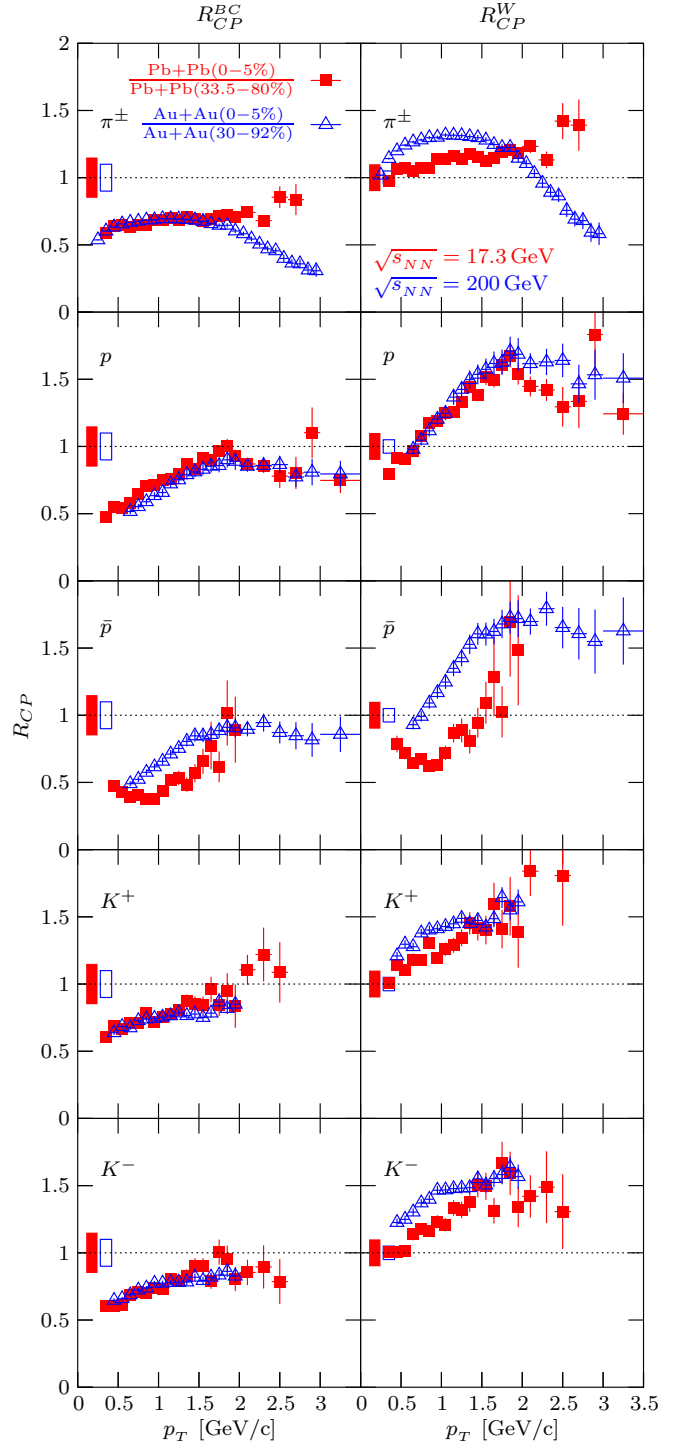 R_{CP}^{BC} R_{CP}^{W}
2
Pb+Pb(0−5%)
Pb+Pb(33.5−80%)
π± Au+Au(0−5%) π±
Au+Au(30−92%)
1.5
1
0.5
√s_{NN} = 17.3 GeV
√s_{NN} = 200 GeV
0
p p
1.5
1
0.5
0
p̄ p̄
1.5
1
R_{CP}
0.5
0
K+ K+
1.5
1
0.5
0
K− K−
1.5
1
0.5
0
0 0.5 1 1.5 2 2.5 3 0 0.5 1 1.5 2 2.5 3 3.5
p_T [GeV/c] p_T [GeV/c]